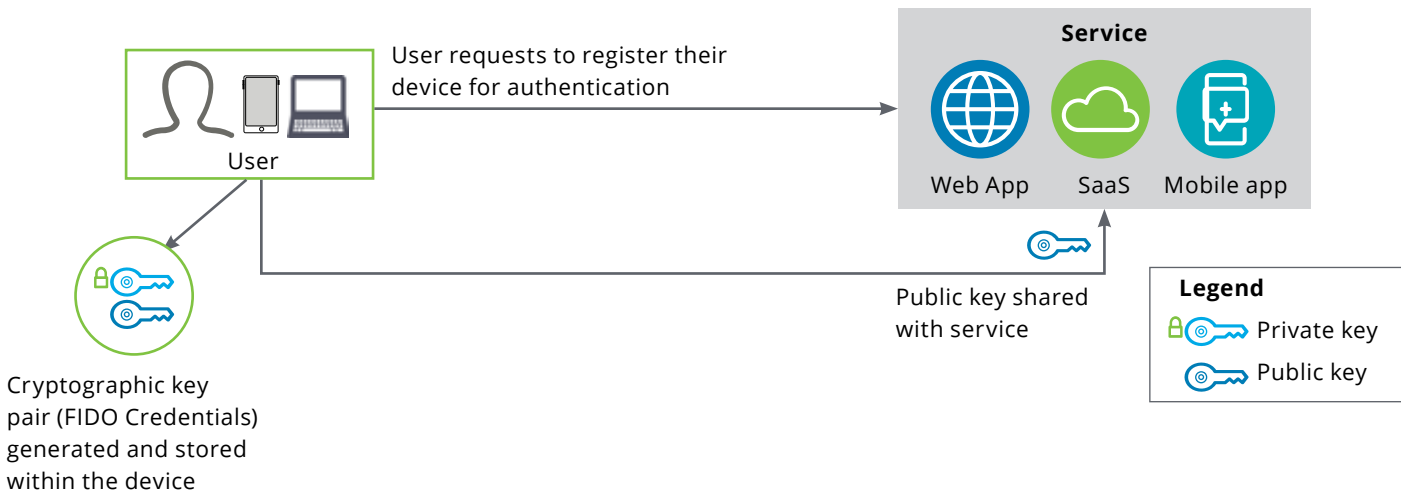 User requests to register their
device for authentication
User
Service
Web App
SaaS
Mobile app
Public key shared
with service
Legend
Private key
Public key
Cryptographic key
pair (FIDO Credentials)
generated and stored
within the device